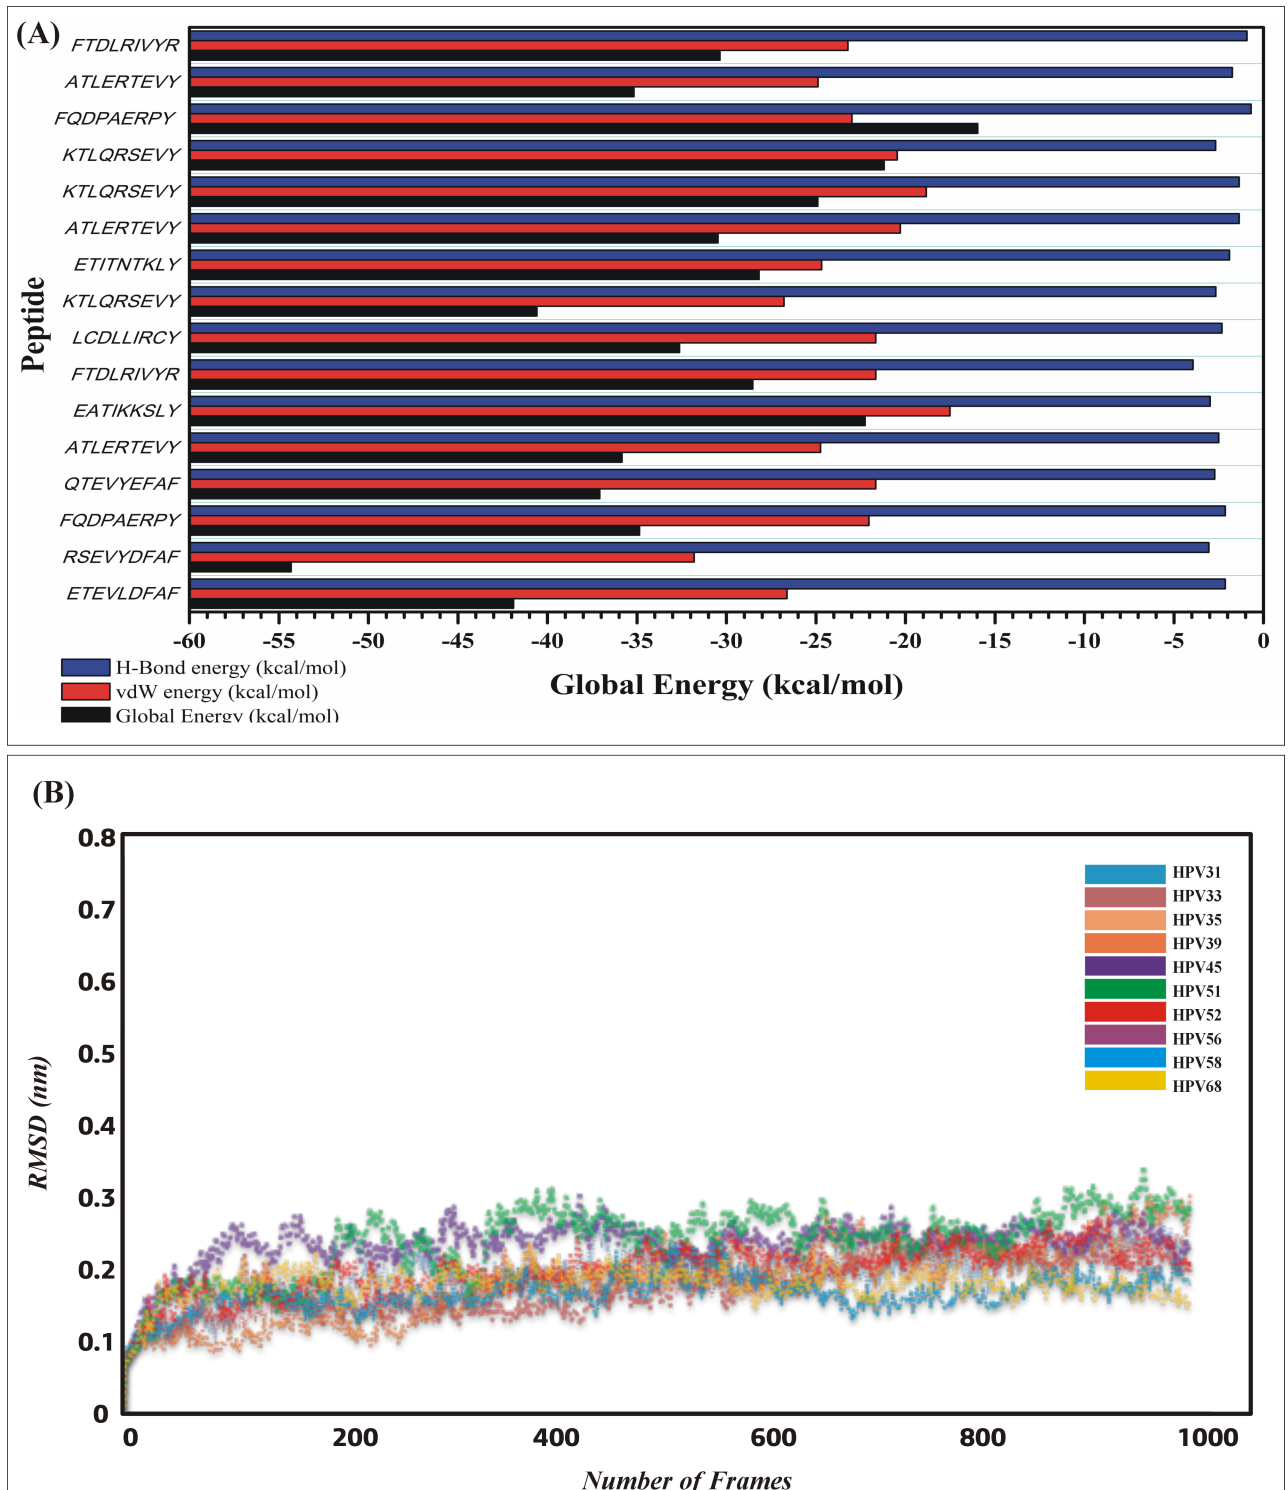 (A)
FTDLRIVYR
ATLERTEVY
FQDPAERPY
KTLQRSEVY
KTLQRSEVY
ATLERTEVY
ETITNTKLY
KTLQRSEVY
LCDLLIRCY
FTDLRIVYR
EATIKKSLY
ATLERTEVY
QTEVYEFAF
FQDPAERPY
RSEVYDFAF
ETEVLDFAF
Peptide
-60 -55 -50 -45 -40 -35 -30 -25 -20 -15 -10 -5 -0
Global Energy (kcal/mol)
H-Bond energy (kcal/mol)
vdW energy (kcal/mol)
Global Energy (kcal/mol)
(B)
0.8
0.7
0.6
0.5
0.4
0.3
0.2
0.1
0
RMSD (nm)
HPV31
HPV33
HPV35
HPV39
HPV45
HPV51
HPV52
HPV56
HPV58
HPV68
0 200 400 600 800 1000
Number of Frames